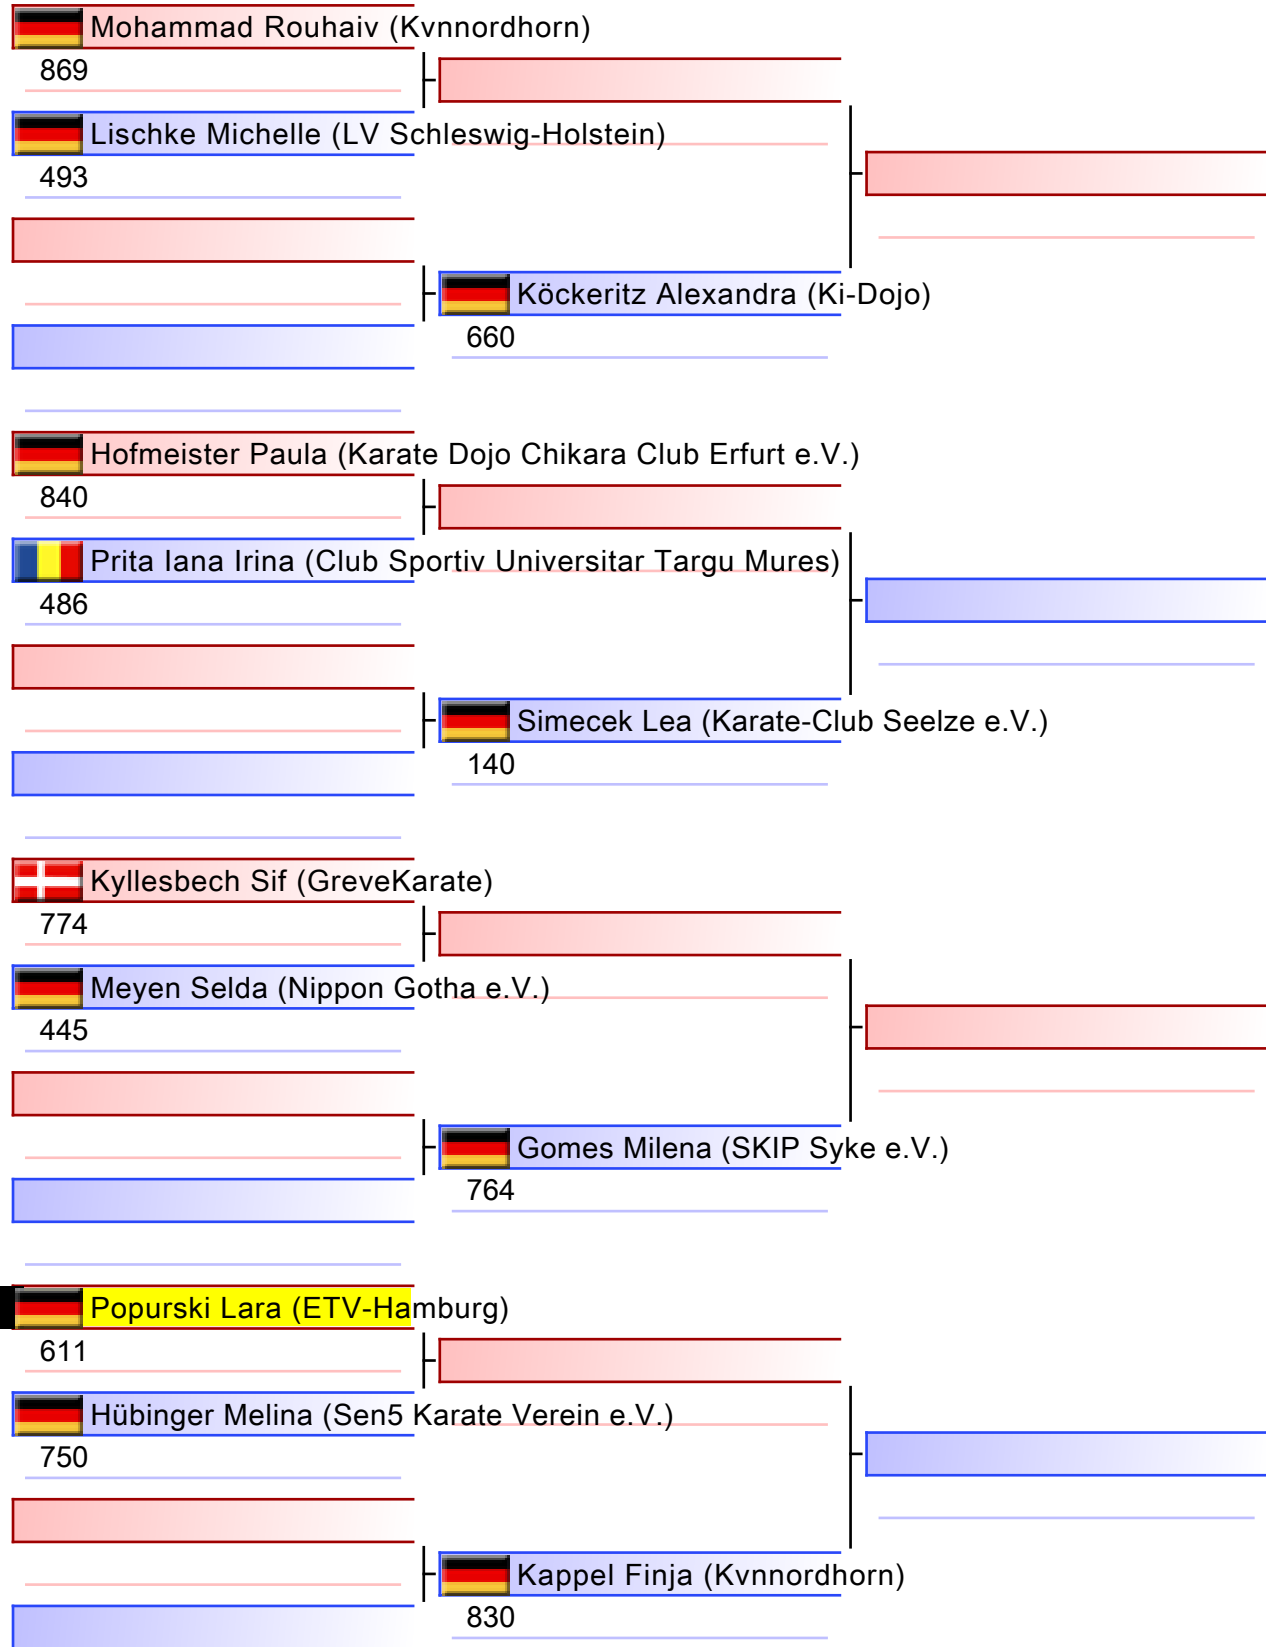 Mohammad Rouhaiv (Kvnnordhorn)
869
Lischke Michelle (LV Schleswig-Holstein)
493
Köckeritz Alexandra (Ki-Dojo)
660
Hofmeister Paula (Karate Dojo Chikara Club Erfurt e.V.)
840
Prita Iana Irina (Club Sportiv Universitar Targu Mures)
486
Simecek Lea (Karate-Club Seelze e.V.)
140
Kyllesbech Sif (GreveKarate)
774
Meyen Selda (Nippon Gotha e.V.)
445
Gomes Milena (SKIP Syke e.V.)
764
Popurski Lara (ETV-Hamburg)
611
Hübinger Melina (Sen5 Karate Verein e.V.)
750
Kappel Finja (Kvnnordhorn)
830